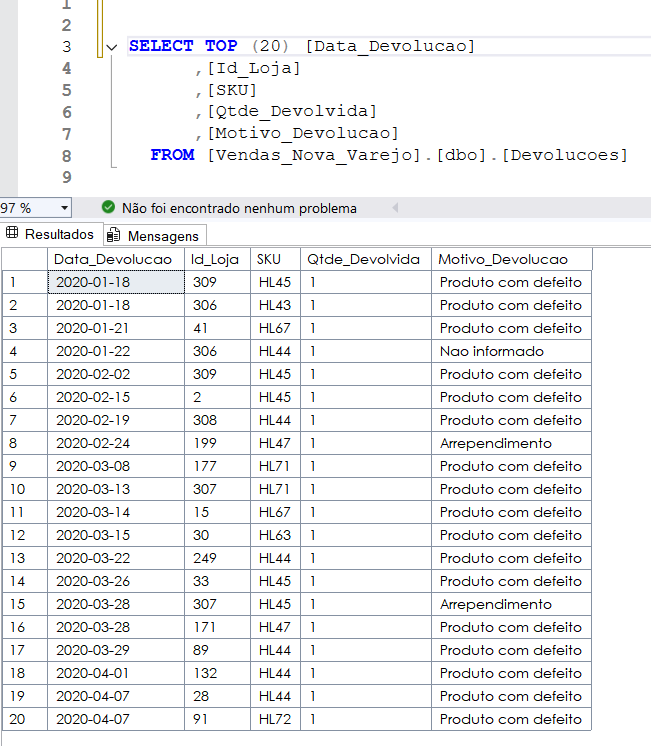 1
2
3 SELECT TOP (20) [Data_Devolucao]
4 ,[Id_Loja]
5 ,[SKU]
6 ,[Qtde_Devolvida]
7 ,[Motivo_Devolucao]
8 FROM [Vendas_Nova_Varejo].[dbo].[Devolucoes]
9
97 % Não foi encontrado nenhum problema
Resultados Mensagens
Data_Devolucao Id_Loja SKU Qtde_Devolvida Motivo_Devolucao
1 2020-01-18 309 HL45 1 Produto com defeito
2 2020-01-18 306 HL43 1 Produto com defeito
3 2020-01-21 41 HL67 1 Produto com defeito
4 2020-01-22 306 HL44 1 Nao informado
5 2020-02-02 309 HL45 1 Produto com defeito
6 2020-02-15 2 HL45 1 Produto com defeito
7 2020-02-19 308 HL44 1 Produto com defeito
8 2020-02-24 199 HL47 1 Arrependimento
9 2020-03-08 177 HL71 1 Produto com defeito
10 2020-03-13 307 HL71 1 Produto com defeito
11 2020-03-14 15 HL67 1 Produto com defeito
12 2020-03-15 30 HL63 1 Produto com defeito
13 2020-03-22 249 HL44 1 Produto com defeito
14 2020-03-26 33 HL45 1 Produto com defeito
15 2020-03-28 307 HL45 1 Arrependimento
16 2020-03-28 171 HL47 1 Produto com defeito
17 2020-03-29 89 HL44 1 Produto com defeito
18 2020-04-01 132 HL44 1 Produto com defeito
19 2020-04-07 28 HL44 1 Produto com defeito
20 2020-04-07 91 HL72 1 Produto com defeito